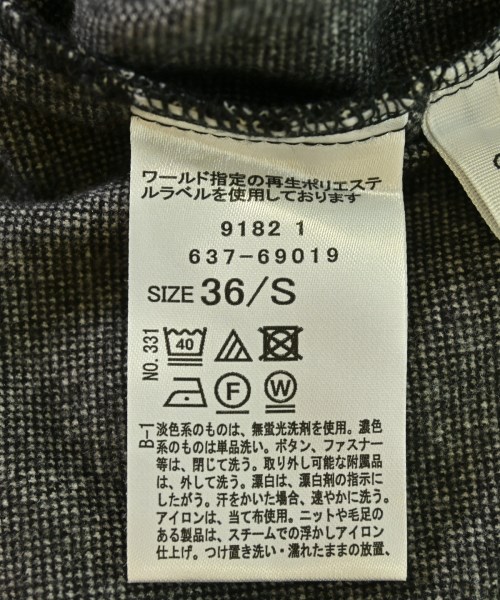 ワールド指定の再生ポリエステ
ルラベルを使用しております
9182 1
637-69019
SIZE 36/S
NO.331
40
F
W
B-1
淡色系のものは、無蛍光洗剤を使用。濃色
系のものは単品洗い。ボタン、ファスナー
等は、閉じて洗う。取り外し可能な附属品
は、外して洗う。漂白は、漂白剤の指示に
したがう。汗をかいた場合、速やかに洗う。
アイロンは、当て布使用。ニットや毛足の
ある製品は、スチームでの浮かしアイロン
仕上げ。つけ置き洗い・濡れたままの放置、